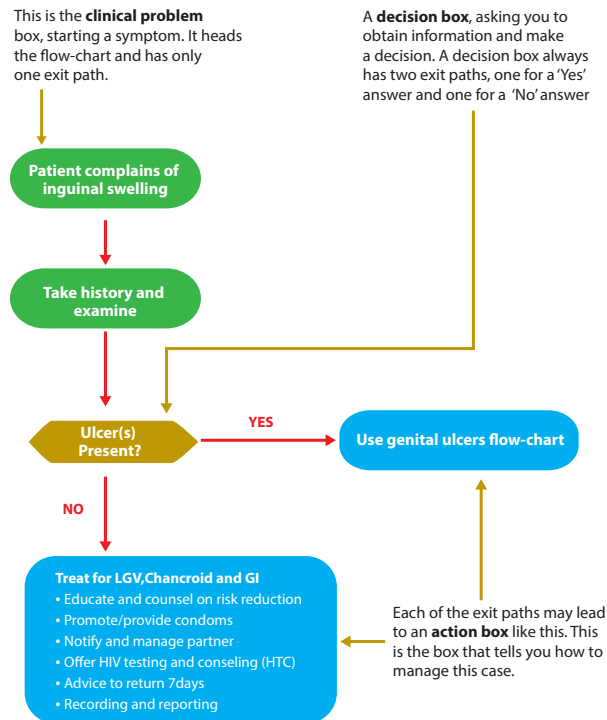 This is the clinical problem
box, starting a symptom. It heads
the flow-chart and has only
one exit path.
A decision box, asking you to
obtain information and make
a decision. A decision box always
has two exit paths, one for a ‘Yes’
answer and one for a ‘No’ answer
Patient complains of
inguinal swelling
Take history and
examine
Ulcer(s)
Present?
YES
Use genital ulcers flow-chart
NO
Treat for LGV,Chancroid and GI
• Educate and counsel on risk reduction
• Promote/provide condoms
• Notify and manage partner
• Offer HIV testing and conseling (HTC)
• Advice to return 7days
• Recording and reporting
Each of the exit paths may lead
to an action box like this. This
is the box that tells you how to
manage this case.